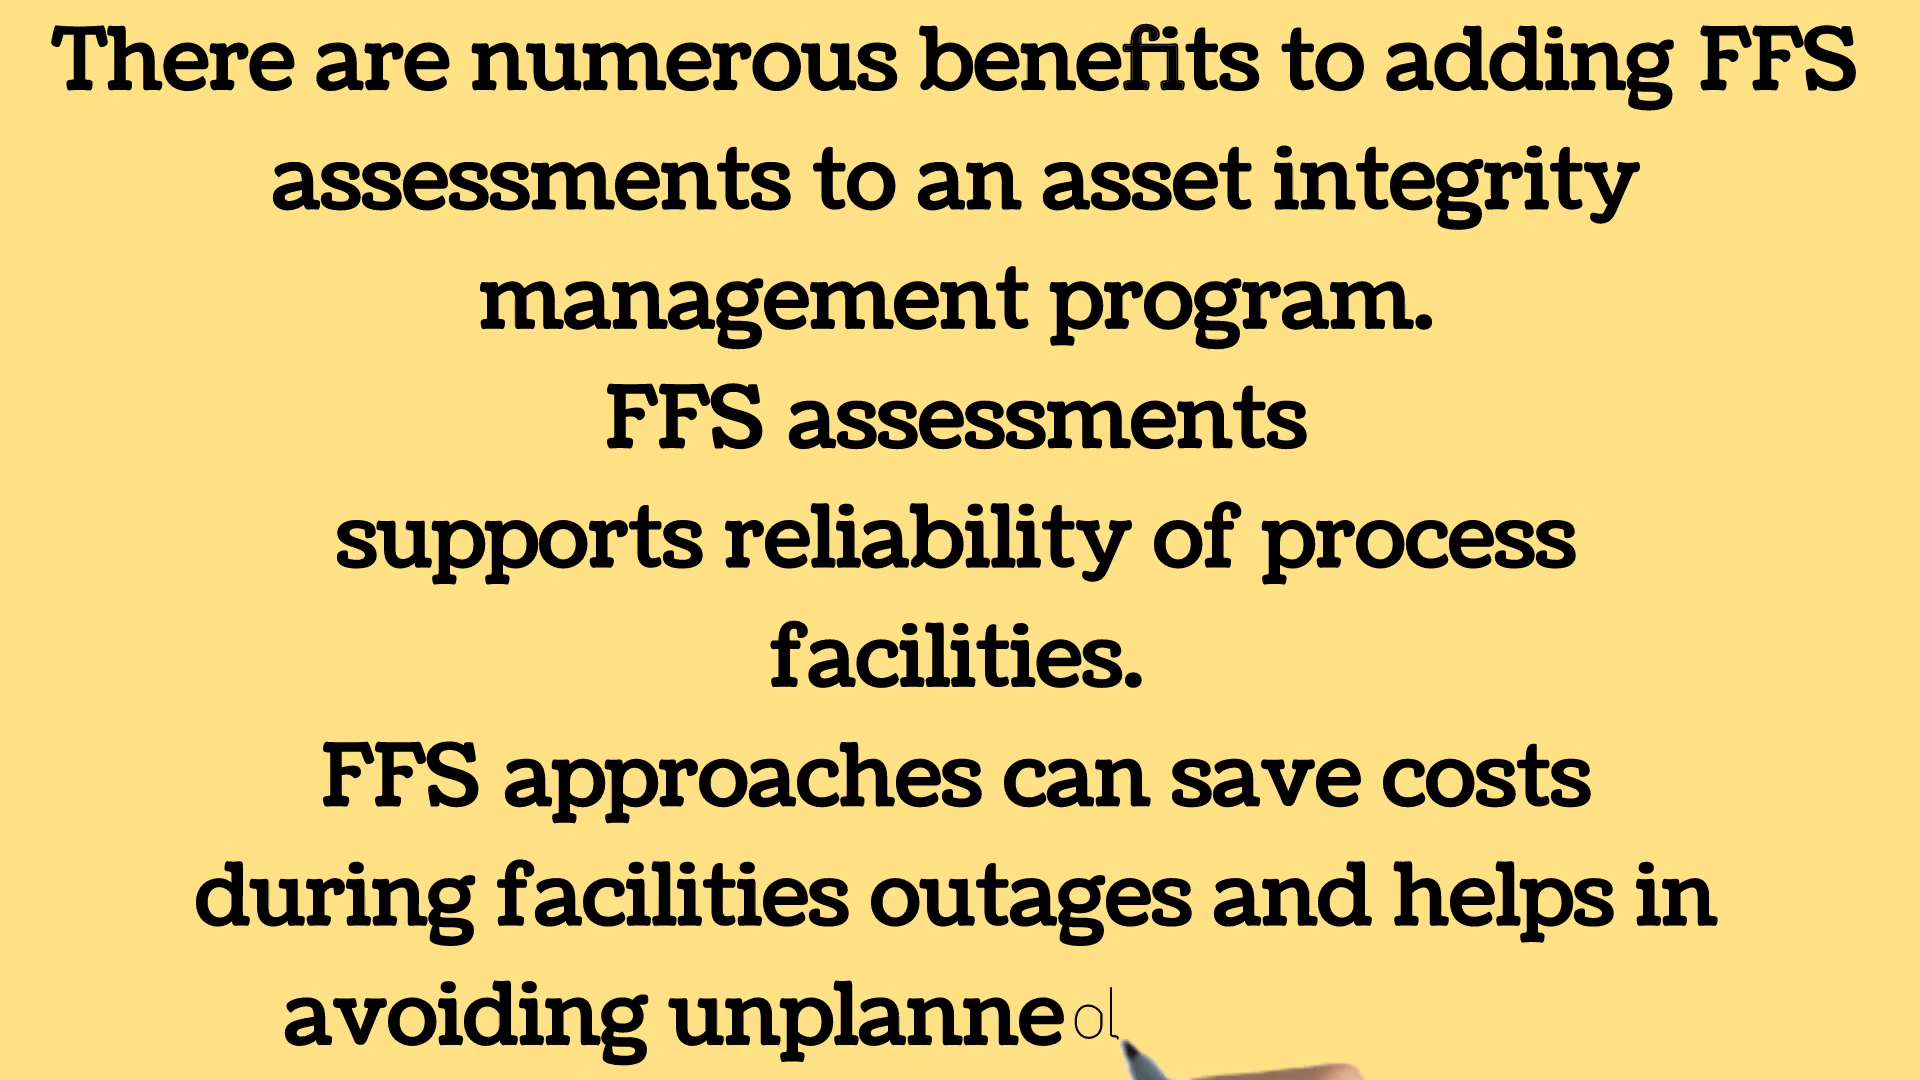 There are numerous benefits to adding FFS
assessments to an asset integrity
management program.
FFS assessments
supports reliability of process
facilities.
FFS approaches can save costs
during facilities outages and helps in
avoiding unplanned